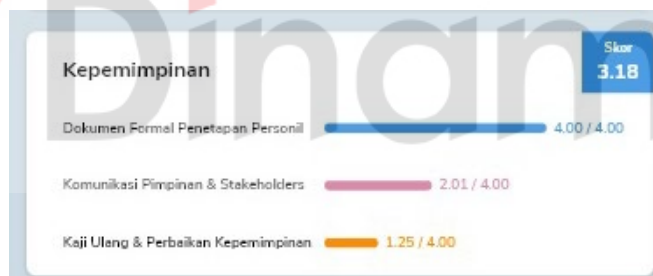 Dinam
Kepemimpinan
Skor
3.18
Dokumen Formal Penetapan Personil
4.00 / 4.00
Komunikasi Pimpinan & Stakeholders
2.01 / 4.00
Kaji Ulang & Perbaikan Kepemimpinan
1.25 / 4.00